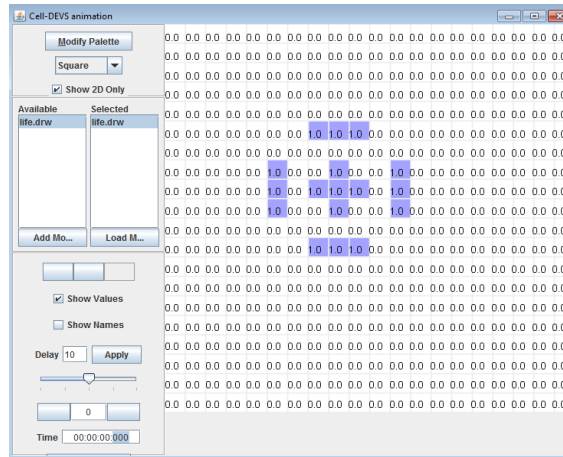 Cell-DEVS animation
Modify Palette
Square
Show 2D Only
Available Selected
life.drw life.drw
Add Mo... Load M...
Show Values
Show Names
Delay 10 Apply
0
Time 00:00:00:000
0.0 0.0 0.0 0.0 0.0 0.0 0.0 0.0 0.0 0.0 0.0 0.0 0.0 0.0 0.0 0.0 0.0 0.0 0.0 0.0
0.0 0.0 0.0 0.0 0.0 0.0 0.0 0.0 0.0 0.0 0.0 0.0 0.0 0.0 0.0 0.0 0.0 0.0 0.0 0.0
0.0 0.0 0.0 0.0 0.0 0.0 0.0 0.0 0.0 0.0 0.0 0.0 0.0 0.0 0.0 0.0 0.0 0.0 0.0 0.0
0.0 0.0 0.0 0.0 0.0 0.0 0.0 0.0 0.0 0.0 0.0 0.0 0.0 0.0 0.0 0.0 0.0 0.0 0.0 0.0
0.0 0.0 0.0 0.0 0.0 0.0 0.0 0.0 0.0 0.0 0.0 0.0 0.0 0.0 0.0 0.0 0.0 0.0 0.0 0.0
0.0 0.0 0.0 0.0 0.0 0.0 0.0 1.0 1.0 1.0 0.0 0.0 0.0 0.0 0.0 0.0 0.0 0.0 0.0 0.0
0.0 0.0 0.0 0.0 0.0 0.0 0.0 0.0 0.0 0.0 0.0 0.0 0.0 0.0 0.0 0.0 0.0 0.0 0.0 0.0
0.0 0.0 0.0 0.0 0.0 1.0 0.0 0.0 1.0 0.0 0.0 1.0 0.0 0.0 0.0 0.0 0.0 0.0 0.0 0.0
0.0 0.0 0.0 0.0 0.0 1.0 0.0 1.0 1.0 1.0 0.0 1.0 0.0 0.0 0.0 0.0 0.0 0.0 0.0 0.0
0.0 0.0 0.0 0.0 0.0 1.0 0.0 0.0 1.0 0.0 0.0 1.0 0.0 0.0 0.0 0.0 0.0 0.0 0.0 0.0
0.0 0.0 0.0 0.0 0.0 0.0 0.0 0.0 0.0 0.0 0.0 0.0 0.0 0.0 0.0 0.0 0.0 0.0 0.0 0.0
0.0 0.0 0.0 0.0 0.0 0.0 0.0 1.0 1.0 1.0 0.0 0.0 0.0 0.0 0.0 0.0 0.0 0.0 0.0 0.0
0.0 0.0 0.0 0.0 0.0 0.0 0.0 0.0 0.0 0.0 0.0 0.0 0.0 0.0 0.0 0.0 0.0 0.0 0.0 0.0
0.0 0.0 0.0 0.0 0.0 0.0 0.0 0.0 0.0 0.0 0.0 0.0 0.0 0.0 0.0 0.0 0.0 0.0 0.0 0.0
0.0 0.0 0.0 0.0 0.0 0.0 0.0 0.0 0.0 0.0 0.0 0.0 0.0 0.0 0.0 0.0 0.0 0.0 0.0 0.0
0.0 0.0 0.0 0.0 0.0 0.0 0.0 0.0 0.0 0.0 0.0 0.0 0.0 0.0 0.0 0.0 0.0 0.0 0.0 0.0
0.0 0.0 0.0 0.0 0.0 0.0 0.0 0.0 0.0 0.0 0.0 0.0 0.0 0.0 0.0 0.0 0.0 0.0 0.0 0.0
0.0 0.0 0.0 0.0 0.0 0.0 0.0 0.0 0.0 0.0 0.0 0.0 0.0 0.0 0.0 0.0 0.0 0.0 0.0 0.0
0.0 0.0 0.0 0.0 0.0 0.0 0.0 0.0 0.0 0.0 0.0 0.0 0.0 0.0 0.0 0.0 0.0 0.0 0.0 0.0
0.0 0.0 0.0 0.0 0.0 0.0 0.0 0.0 0.0 0.0 0.0 0.0 0.0 0.0 0.0 0.0 0.0 0.0 0.0 0.0